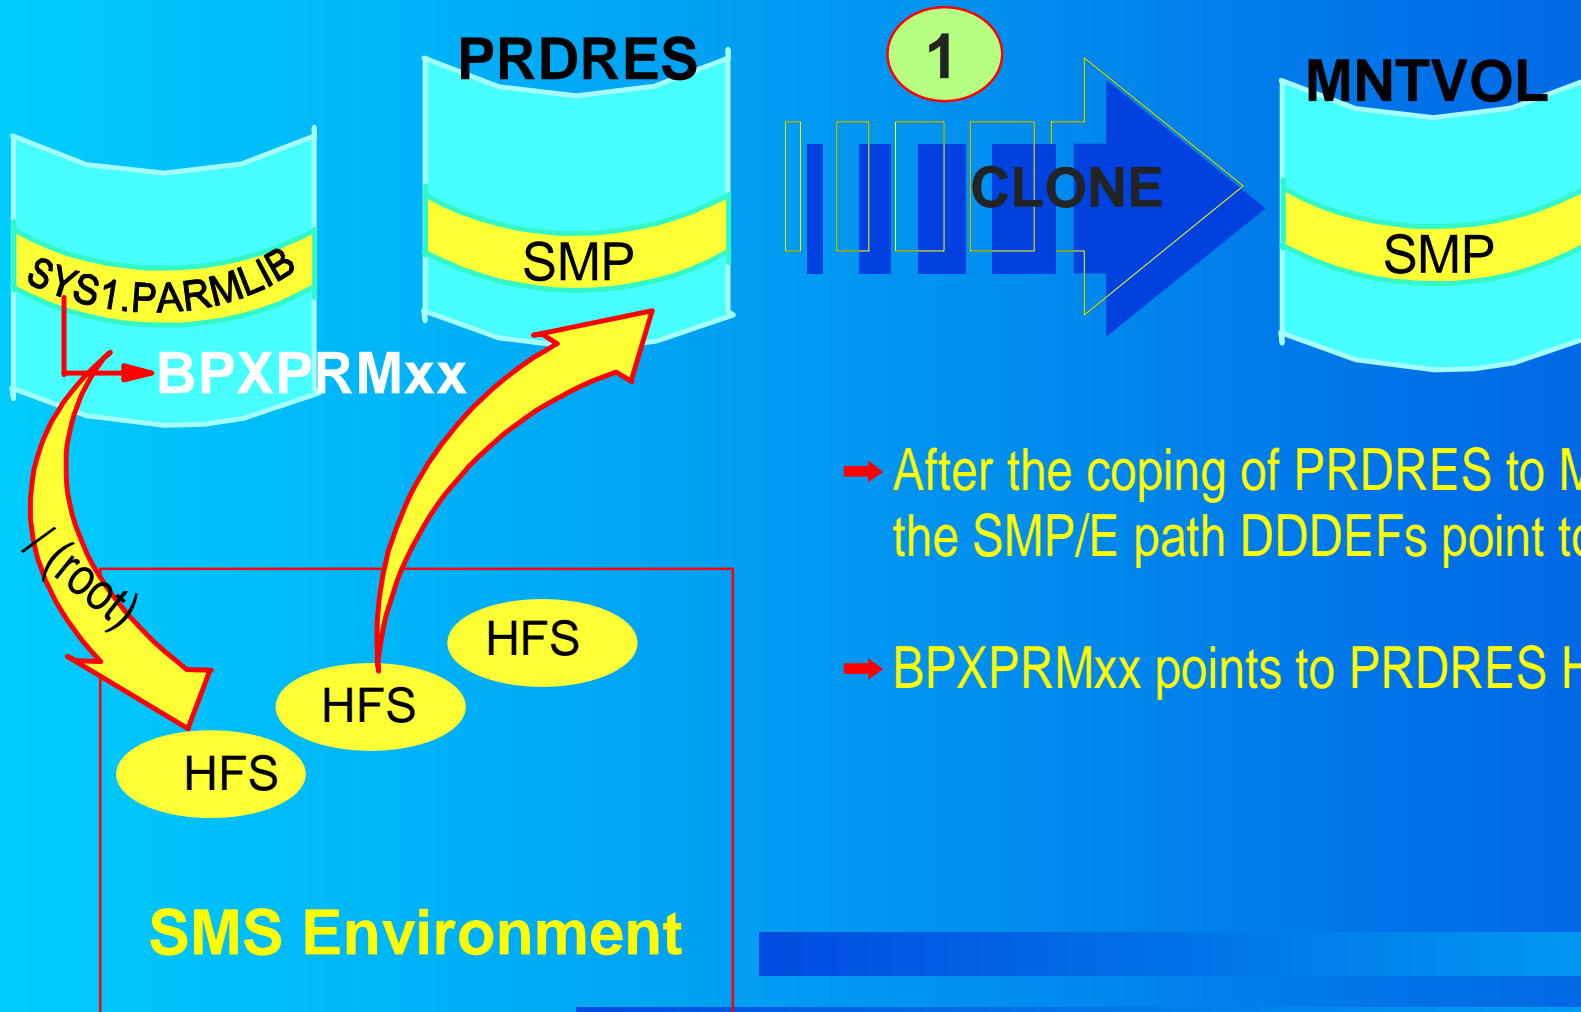 PRDRES
1
MNTVOL
CLONE
SMP
SMP
SYS1.PARMLIB
BPXPRMxx
After the coping of PRDRES to
the SMP/E path DDDEFs point
/ (root)
HFS
BPXPRMxx points to PRDRES
HFS
HFS
SMS Environment